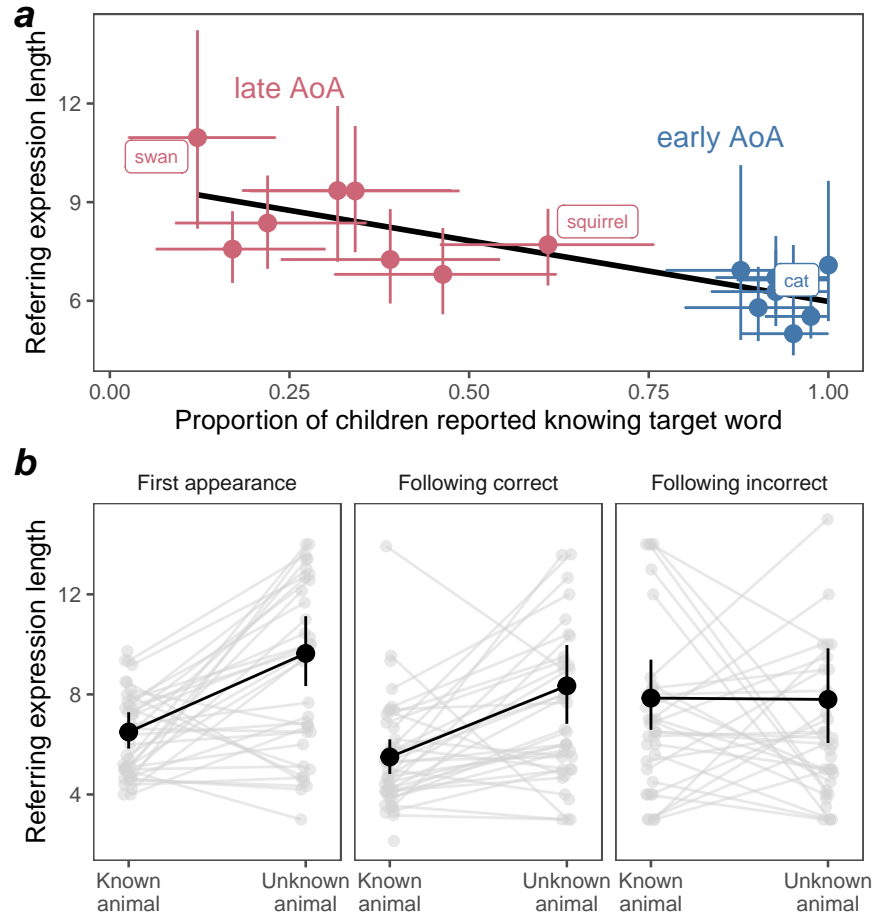 a
Referring expression length
12
9
6
late AoA
early AoA
swan
squirrel
cat
0.00 0.25 0.50 0.75 1.00
Proportion of children reported knowing target word
b
First appearance Following correct Following incorrect
Referring expression length
12
8
4
Known animal Unknown animal Known animal Unknown animal Known animal Unknown animal